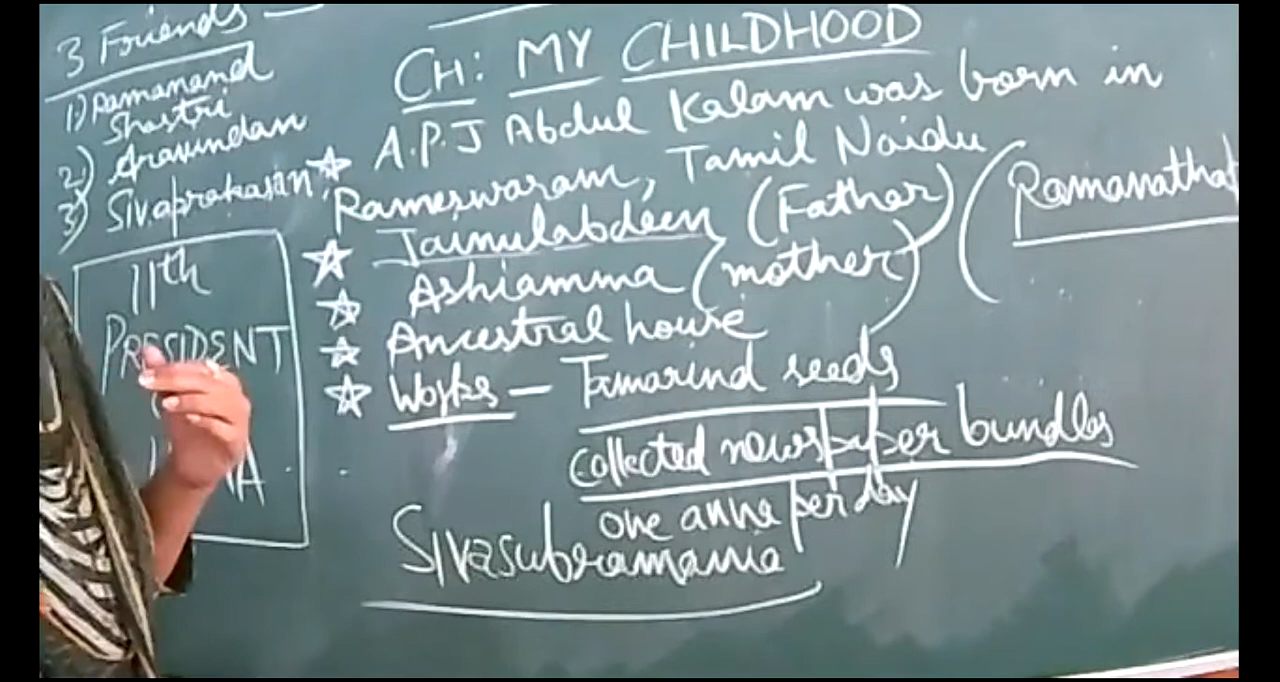 3 Friends -
1) Ramanand
Shastri
2) Aravindan
3) Sivaprakasan
11th
PRESIDENT
CH: MY CHILDHOOD
A.P.J Abdul Kalam was born in
Rameswaram, Tamil Naidu
Jainulabdeen (Father)
(Ramanatha
Ashiamma (mother)
Ancestral house
Works - Tamarind seeds
collected newspaper bundles
one anna per day
Sivasubramania